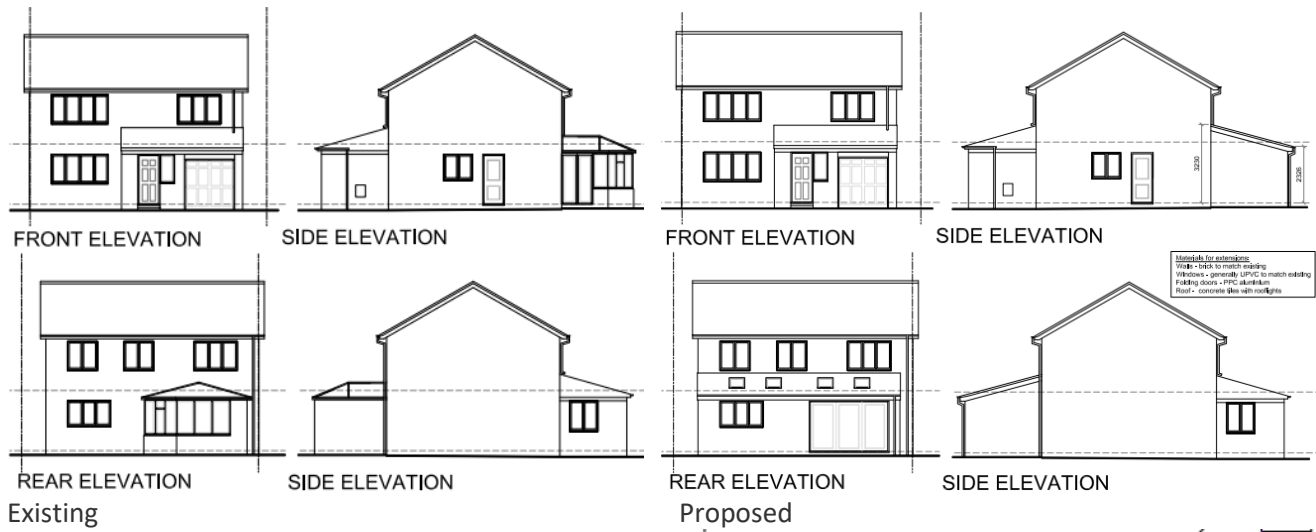 FRONT ELEVATION
SIDE ELEVATION
FRONT ELEVATION
3230
2326
SIDE ELEVATION
Materials for extensions:
Walls - brick to match existing
Windows - generally UPVC to match existing
Folding doors - PPC aluminium
Roof - concrete tiles with rooflights
REAR ELEVATION
SIDE ELEVATION
REAR ELEVATION
SIDE ELEVATION
Existing
Proposed